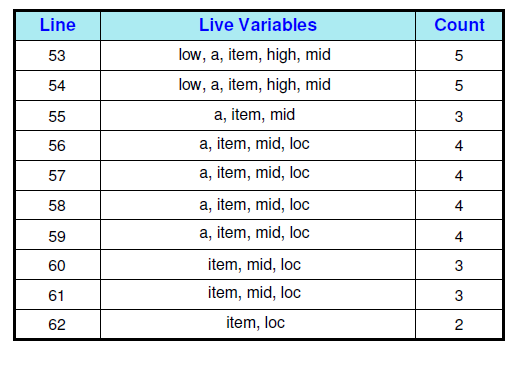 Line Live Variables Count
53 low, a, item, high, mid 5
54 low, a, item, high, mid 5
55 a, item, mid 3
56 a, item, mid, loc 4
57 a, item, mid, loc 4
58 a, item, mid, loc 4
59 a, item, mid, loc 4
60 item, mid, loc 3
61 item, mid, loc 3
62 item, loc 2